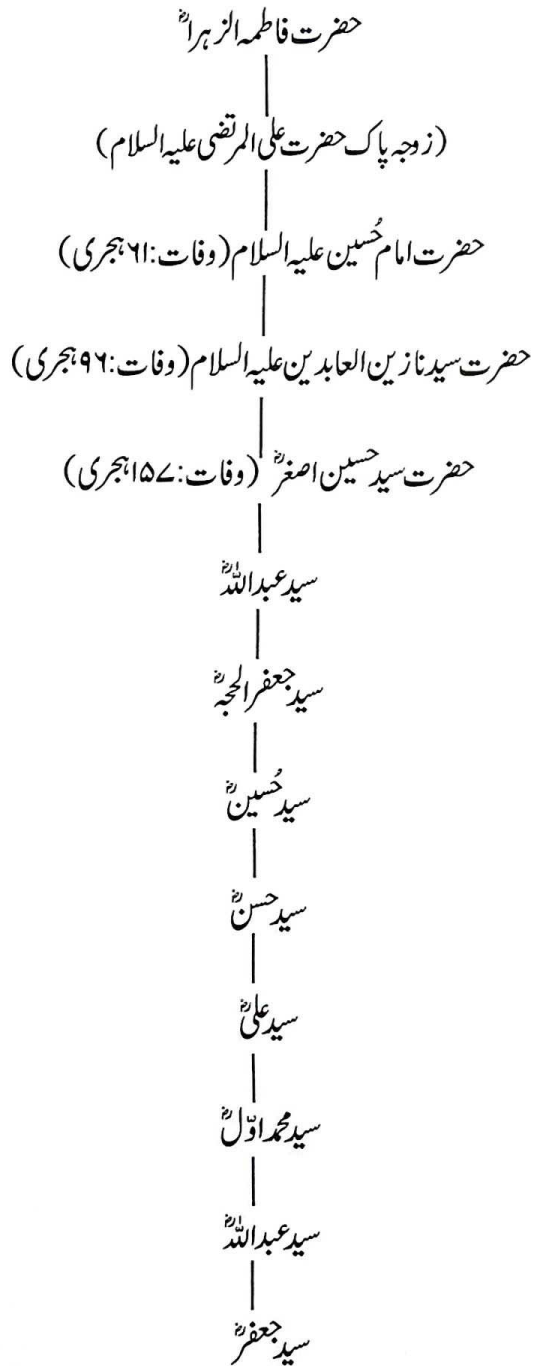 حضرت فاطمہ الزہراؓ
(زوجہ پاک حضرت علی المرتضیٰ علیہ السلام)
حضرت امام حُسین علیہ السلام (وفات: ۶۱ ہجری)
حضرت سیدنا زین العابدین علیہ السلام (وفات: ۹۶ ہجری)
حضرت سید حسین اصغرؓ (وفات: ۱۵۷ ہجری)
سید عبداللہؓ
سید جعفر الحجہؓ
سید حُسینؓ
سید حسنؓ
سید علیؓ
سید محمد اوّلؓ
سید عبداللہؓ
سید جعفرؓ